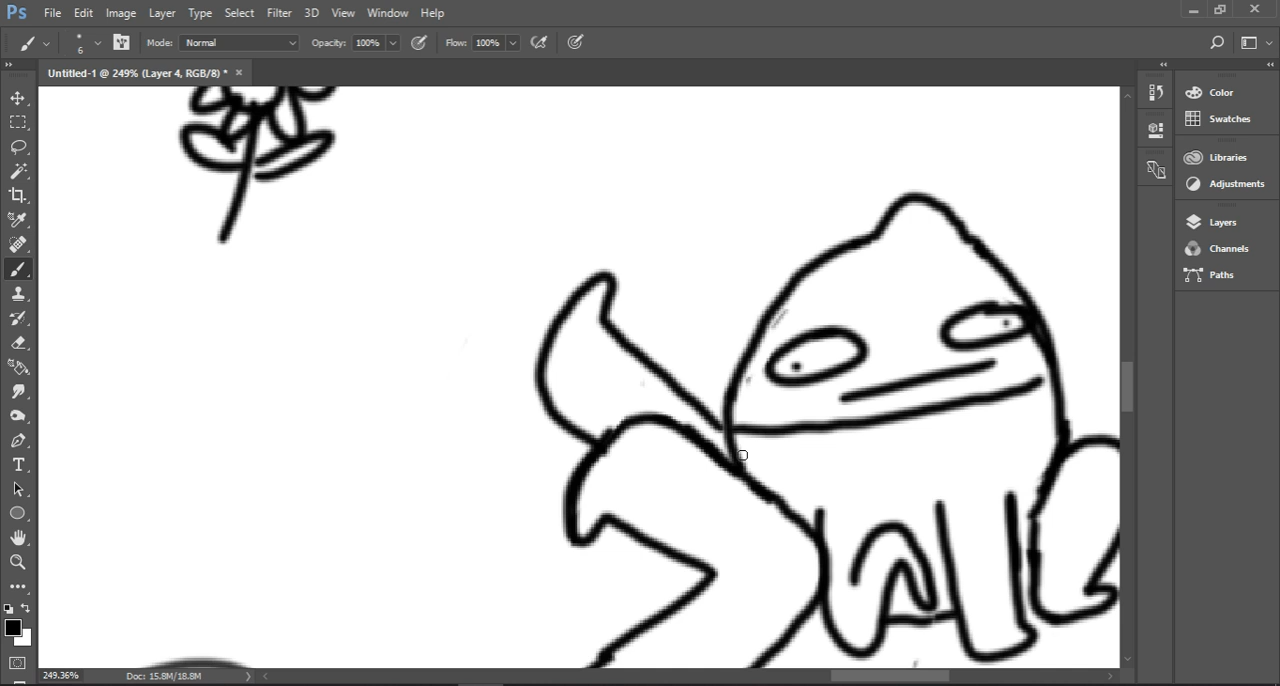 Ps File Edit Image Layer Type Select Filter 3D View Window Help
6 Mode: Normal Opacity: 100% Flow: 100%
Untitled-1 @ 249% (Layer 4, RGB/8) * ×
Color
Swatches
Libraries
Adjustments
Layers
Channels
Paths
249.36% Doc: 15.8M/18.8M